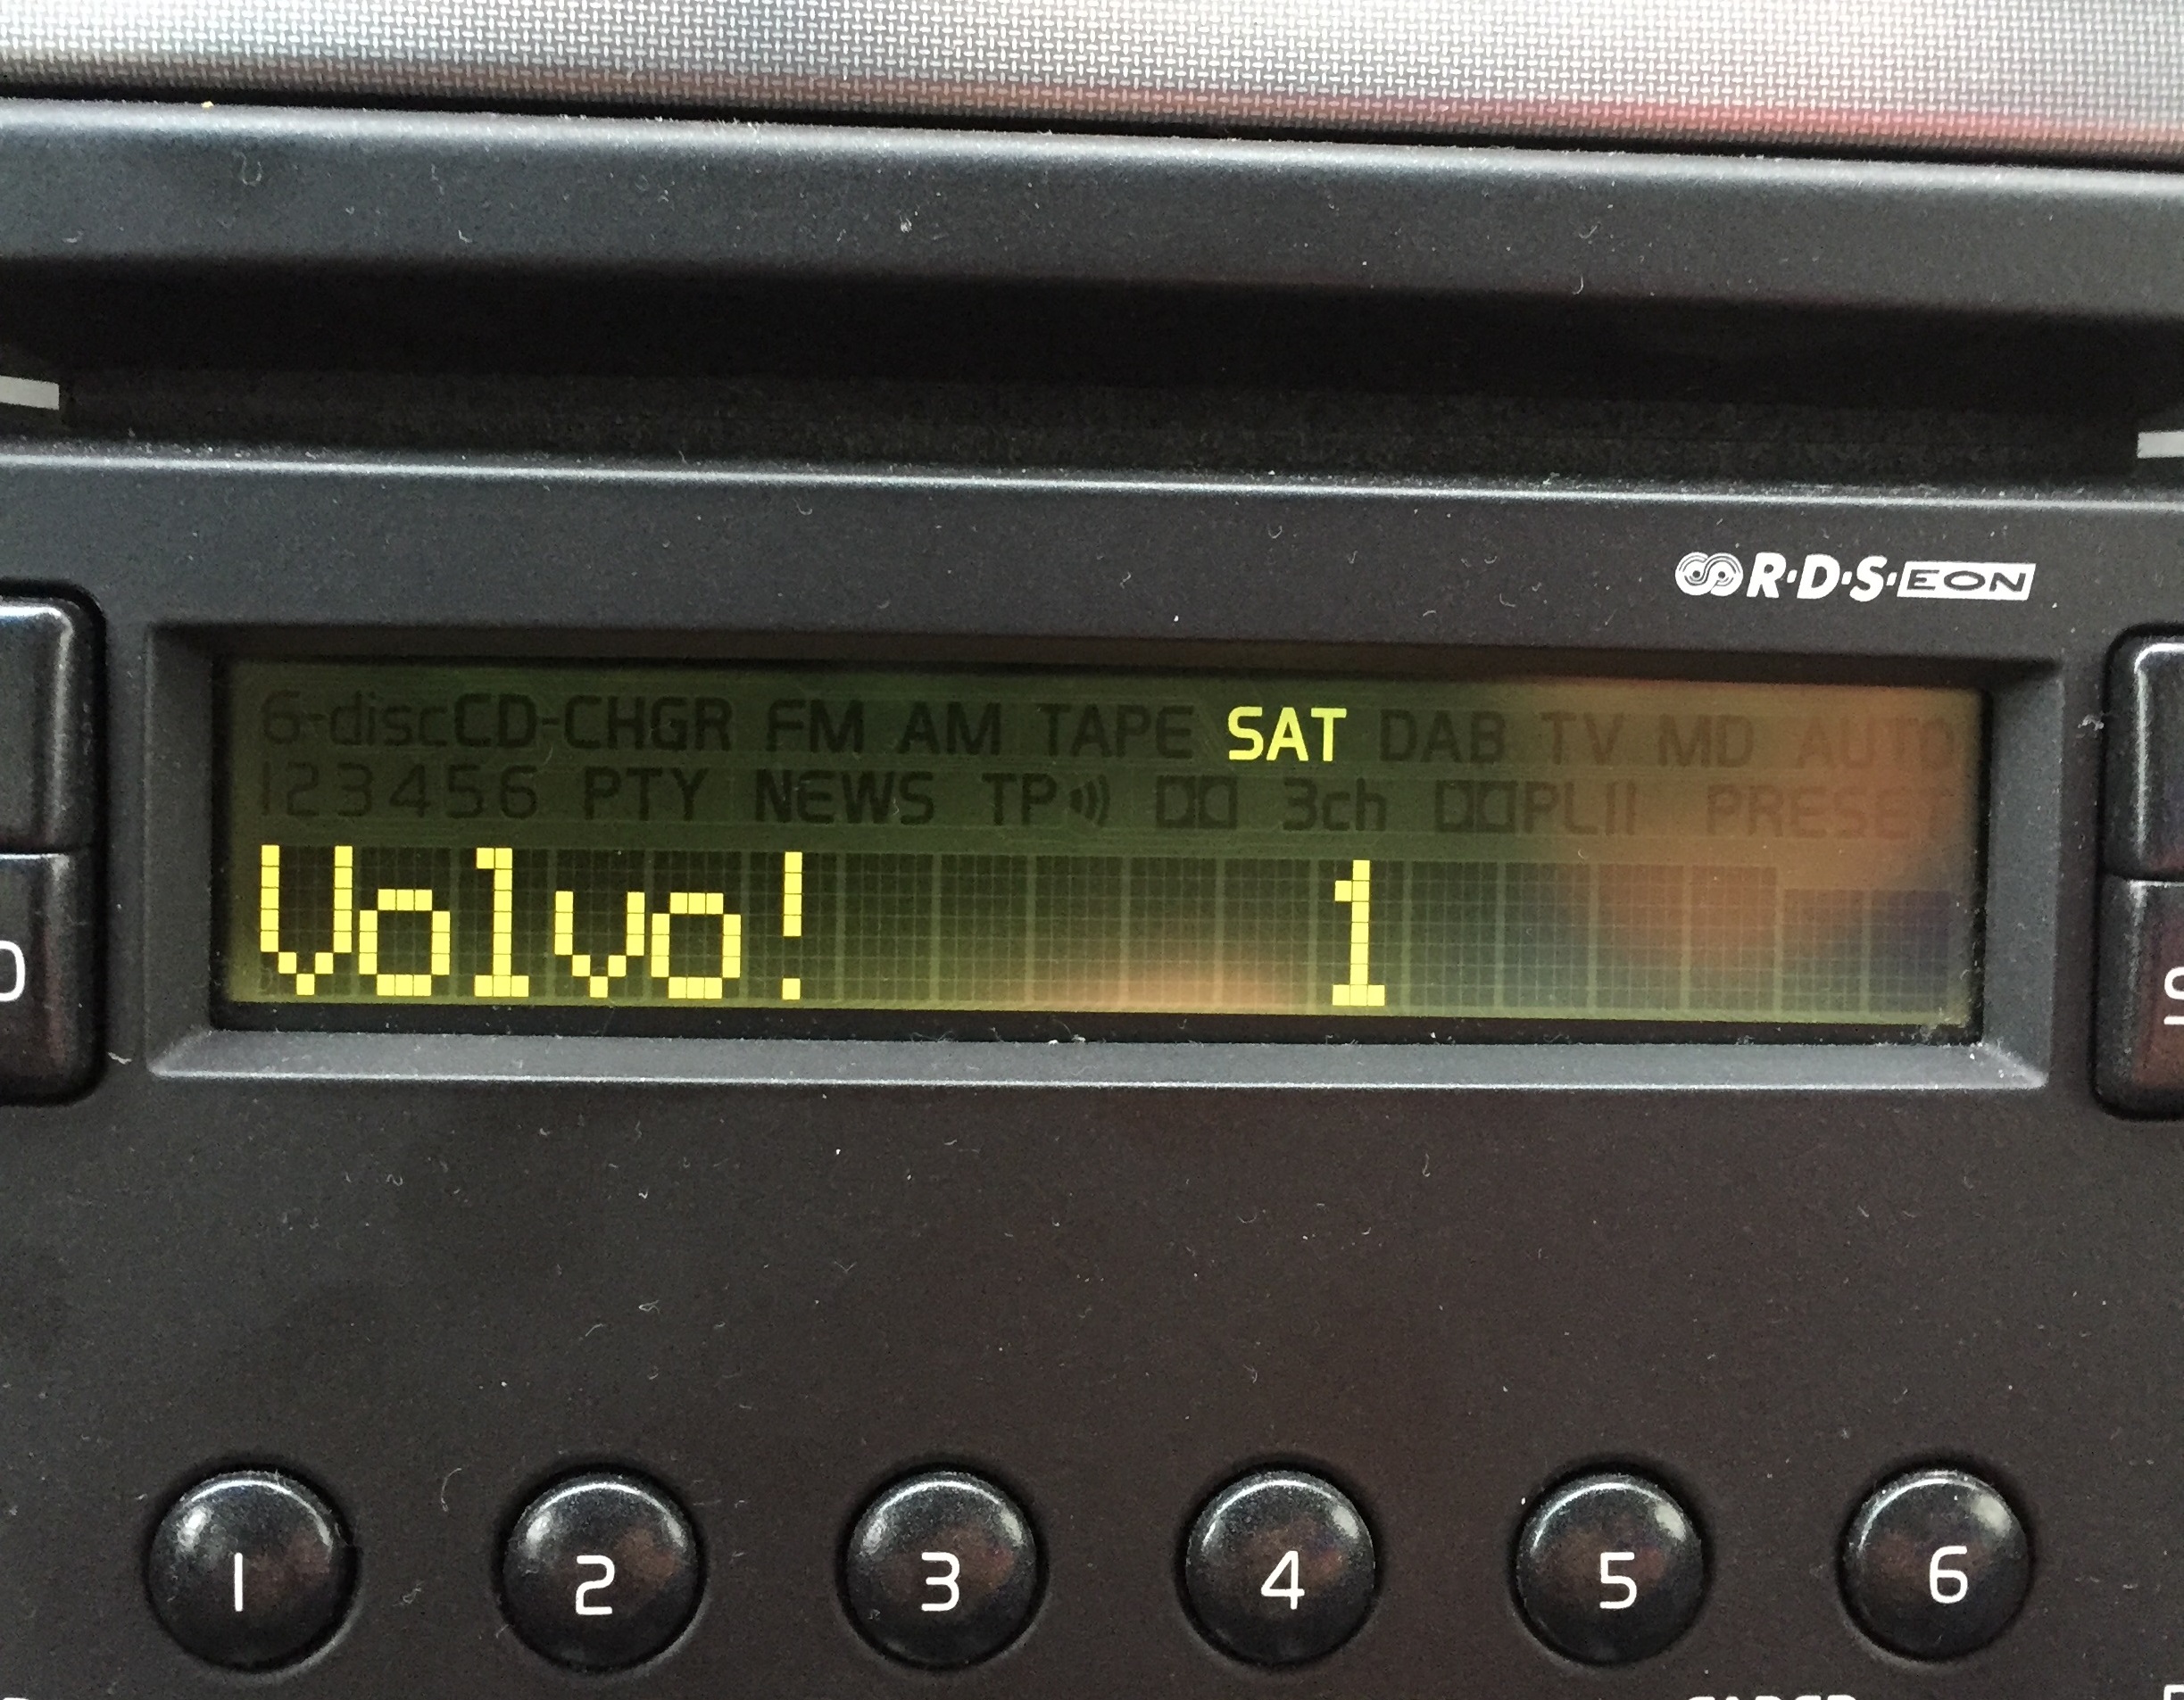 R·D·S·EON
6-discCD-CHGR FM AM TAPE SAT DAB TV MD AUTO
123456 PTY NEWS TP 3ch PLII PRESET
Volvo! 1
1 2 3 4 5 6